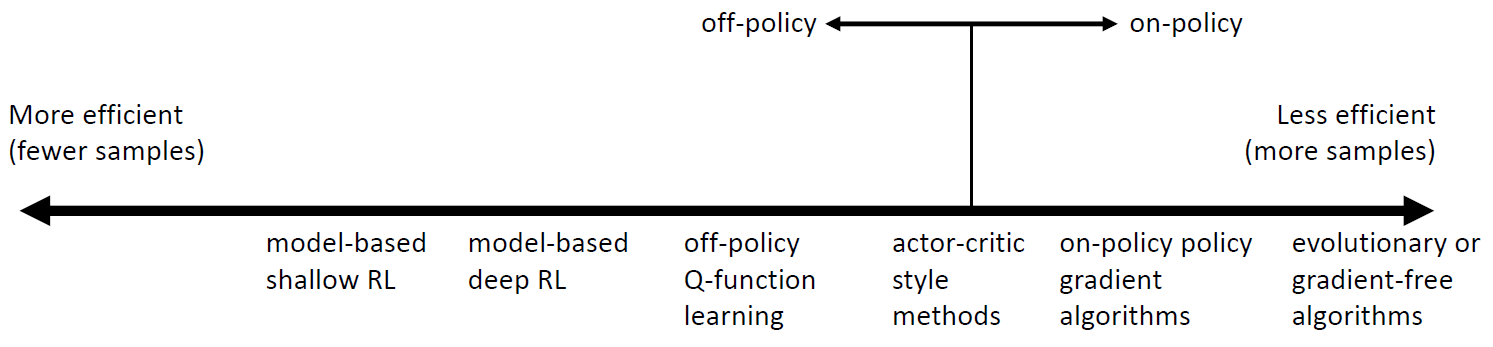 off-policy
on-policy
More efficient
(fewer samples)
Less efficient
(more samples)
model-based
shallow RL
model-based
deep RL
off-policy
Q-function
learning
actor-critic
style
methods
on-policy policy
gradient
algorithms
evolutionary or
gradient-free
algorithms